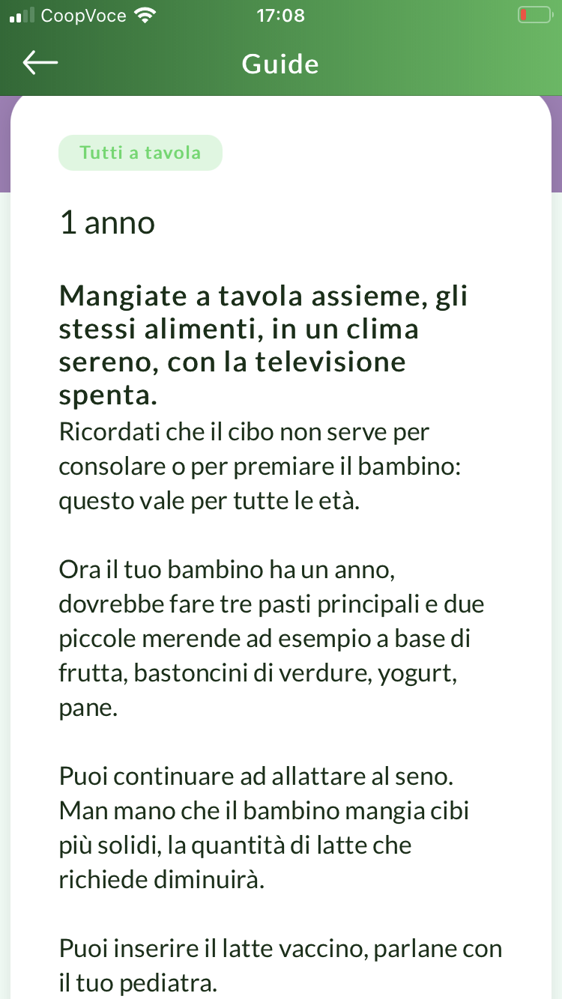 CoopVoce 17:08
Guide
Tutti a tavola
1 anno
Mangiate a tavola assieme, gli
stessi alimenti, in un clima
sereno, con la televisione
spenta.
Ricordati che il cibo non serve per
consolare o per premiare il bambino:
questo vale per tutte le età.
Ora il tuo bambino ha un anno,
dovrebbe fare tre pasti principali e due
piccole merende ad esempio a base di
frutta, bastoncini di verdure, yogurt,
pane.
Puoi continuare ad allattare al seno.
Man mano che il bambino mangia cibi
più solidi, la quantità di latte che
richiede diminuirà.
Puoi inserire il latte vaccino, parlane con
il tuo pediatra.